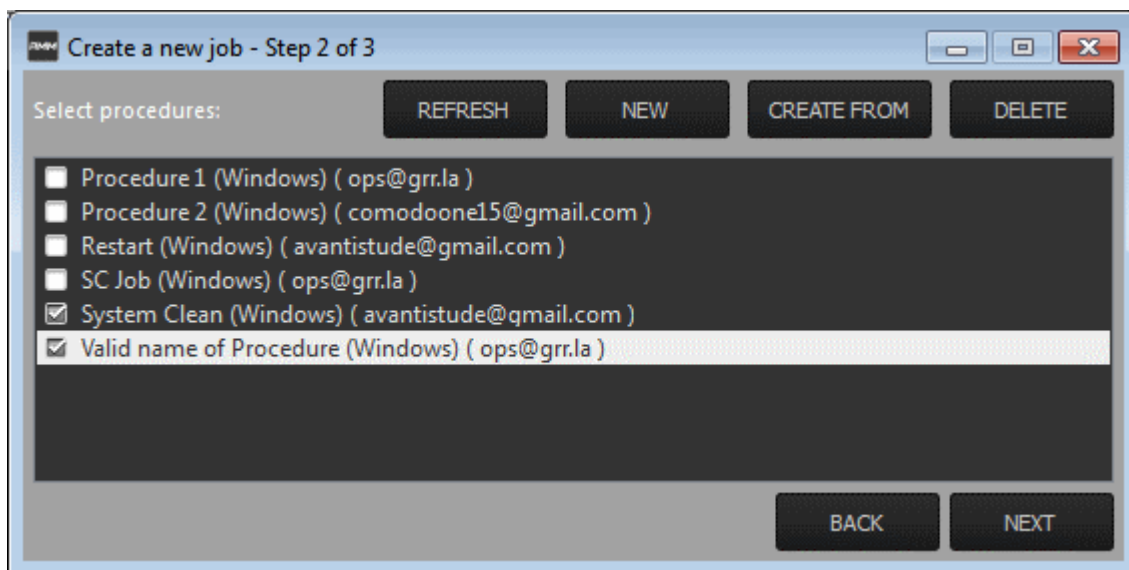 RMM Create a new job - Step 2 of 3
Select procedures: REFRESH NEW CREATE FROM DELETE
Procedure 1 (Windows) ( ops@grr.la )
Procedure 2 (Windows) ( comodoone15@gmail.com )
Restart (Windows) ( avantistude@gmail.com )
SC Job (Windows) ( ops@grr.la )
System Clean (Windows) ( avantistude@gmail.com )
Valid name of Procedure (Windows) ( ops@grr.la )
BACK NEXT